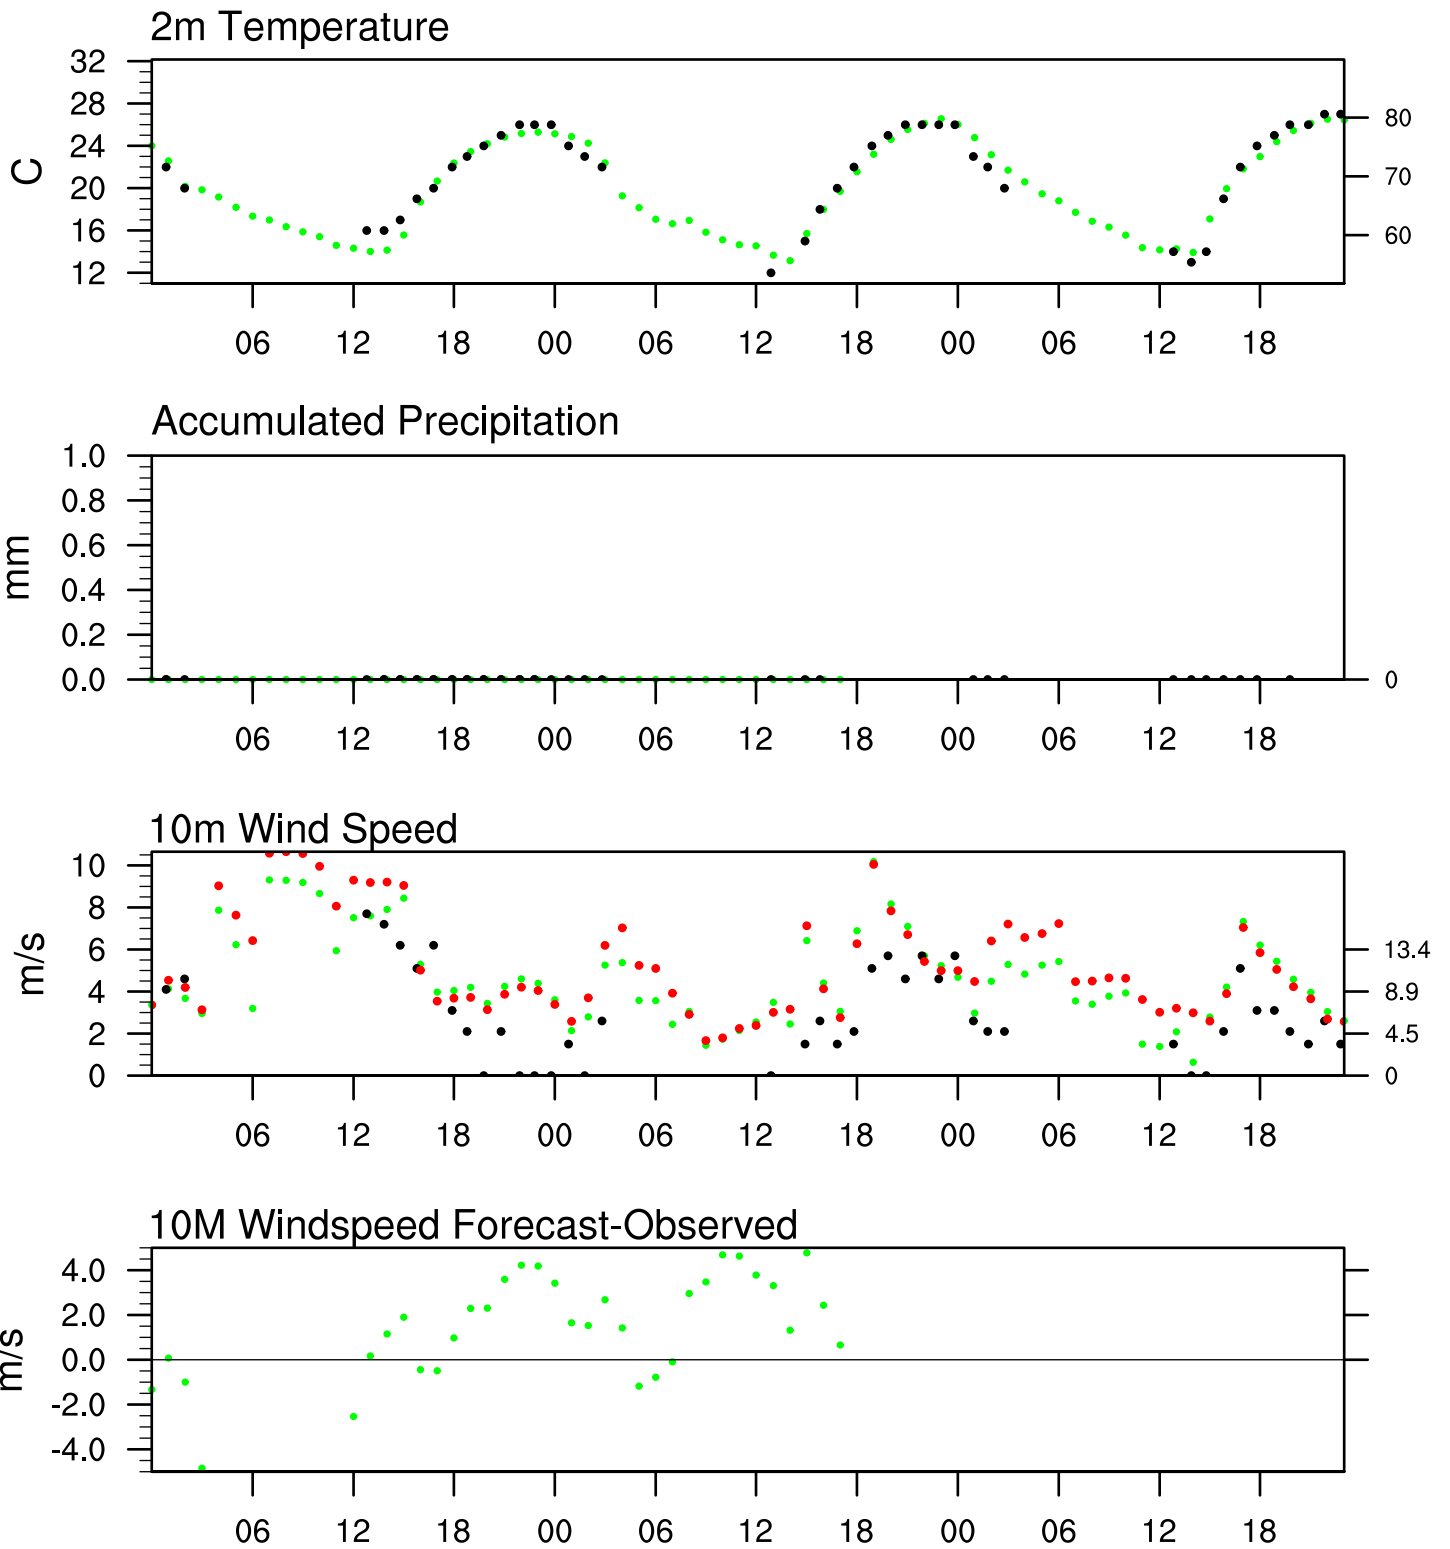 2m Temperature
32
28
24
20
16
12
C
80
70
60
06 12 18 00 06 12 18 00 06 12 18
Accumulated Precipitation
1.0
0.8
0.6
0.4
0.2
0.0
mm
0
06 12 18 00 06 12 18 00 06 12 18
10m Wind Speed
10
8
6
4
2
0
m/s
13.4
8.9
4.5
0
06 12 18 00 06 12 18 00 06 12 18
10M Windspeed Forecast-Observed
4.0
2.0
0.0
-2.0
-4.0
m/s
06 12 18 00 06 12 18 00 06 12 18